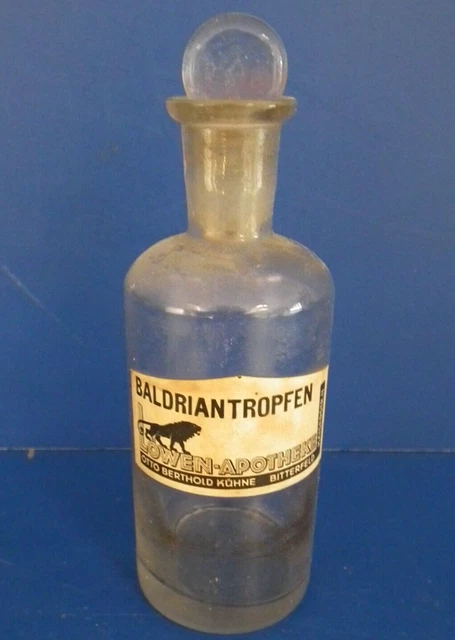 BALDRIANTROPFEN
LÖWEN-APOTHEKE
OTTO BERTHOLD KÜHNE BITTERFELD